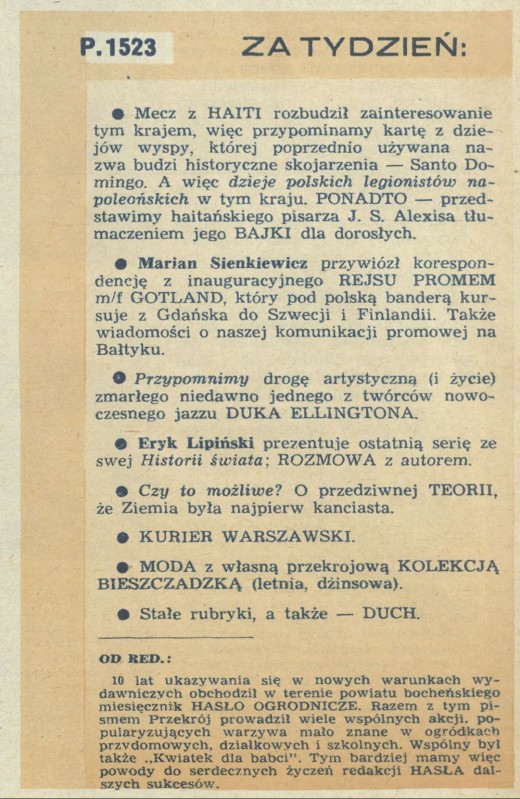 P.1523 ZA TYDZIEŃ:
● Mecz z HAITI rozbudził zainteresowanie
tym krajem, więc przypominamy kartę z dzie-
jów wyspy, której poprzednio używana na-
zwa budzi historyczne skojarzenia — Santo Do-
mingo. A więc dzieje polskich legionistów na-
poleońskich w tym kraju. PONADTO — przed-
stawimy haitańskiego pisarza J. S. Alexisa tłu-
maczeniem jego BAJKI dla dorosłych.
● Marian Sienkiewicz przywiózł korespon-
dencję z inauguracyjnego REJSU PROMEM
m/f GOTLAND, który pod polską banderą kur-
suje z Gdańska do Szwecji i Finlandii. Także
wiadomości o naszej komunikacji promowej na
Bałtyku.
● Przypomnimy drogę artystyczną (i życie)
zmarłego niedawno jednego z twórców nowo-
czesnego jazzu DUKA ELLINGTONA.
● Eryk Lipiński prezentuje ostatnią serię ze
swej Historii świata; ROZMOWA z autorem.
● Czy to możliwe? O przedziwnej TEORII,
że Ziemia była najpierw kanciasta.
● KURIER WARSZAWSKI.
● MODA z własną przekrojową KOLEKCJĄ
BIESZCZADZKĄ (letnia, dżinsowa).
● Stałe rubryki, a także — DUCH.
OD RED.:
10 lat ukazywania się w nowych warunkach wy-
dawniczych obchodził w terenie powiatu bocheńskiego
miesięcznik HASŁO OGRODNICZE. Razem z tym pi-
smem Przekrój prowadził wiele wspólnych akcji, po-
pularyzujących warzywa mało znane w ogródkach
przydomowych, działkowych i szkolnych. Wspólny był
także „Kwiatek dla babci". Tym bardziej mamy więc
powody do serdecznych życzeń redakcji HASŁA dal-
szych sukcesów.